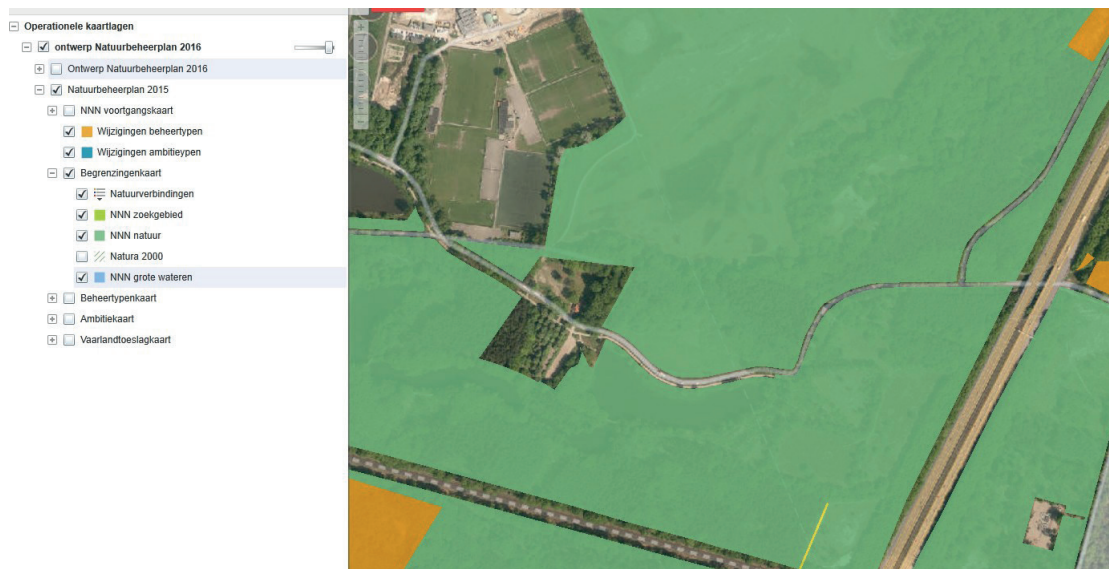 Operationele kaartlagen
ontwerp Natuurbeheerplan 2016
Ontwerp Natuurbeheerplan 2016
Natuurbeheerplan 2015
NNN voortgangskaart
Wijzigingen beheertypen
Wijzigingen ambitieypen
Begrenzingenkaart
Natuurverbindingen
NNN zoekgebied
NNN natuur
Natura 2000
NNN grote wateren
Beheertypenkaart
Ambitiekaart
Vaarlandtoeslagkaart